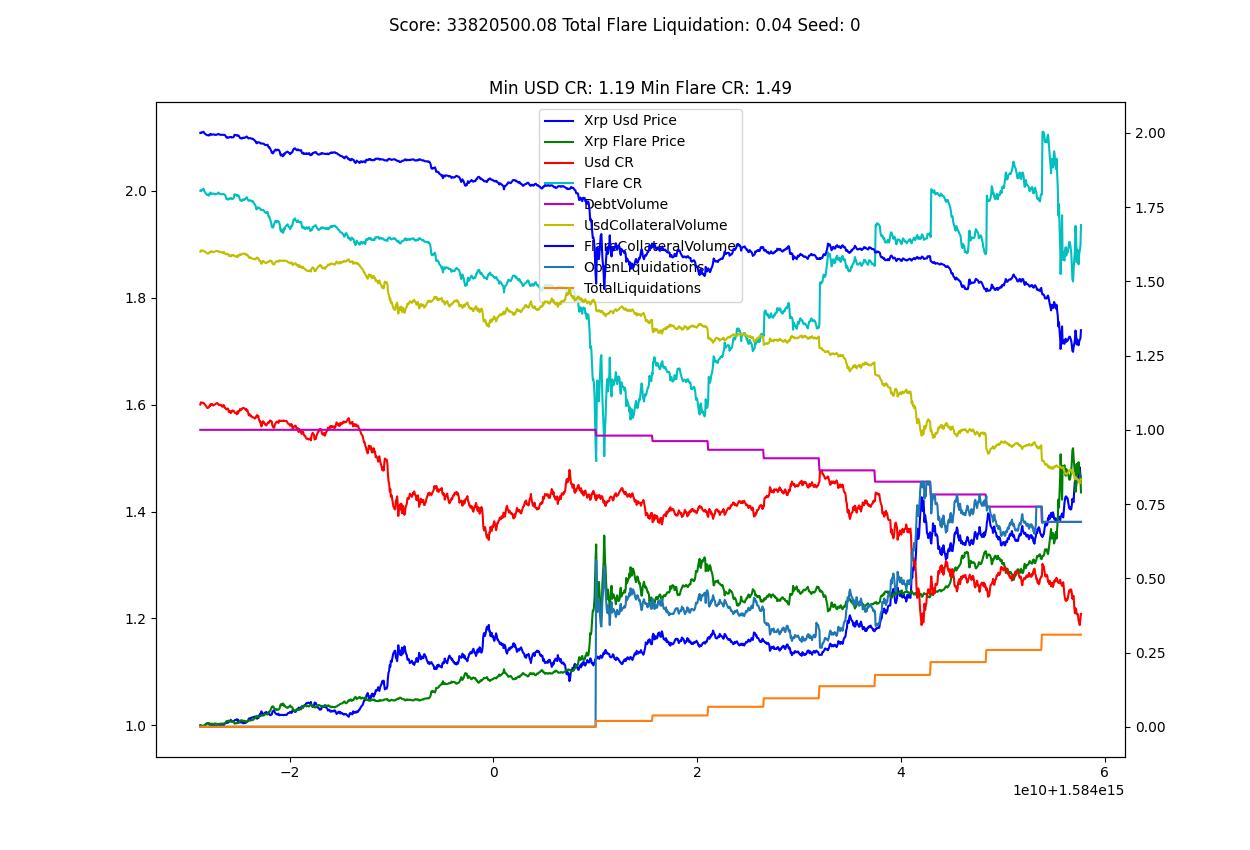 Score: 33820500.08 Total Flare Liquidation: 0.04 Seed: 0
Min USD CR: 1.19 Min Flare CR: 1.49
Xrp Usd Price
Xrp Flare Price
Usd CR
Flare CR
DebtVolume
UsdCollateralVolume
FlareCollateralVolume
OpenLiquidations
TotalLiquidations
2.0
1.8
1.6
1.4
1.2
1.0
2.00
1.75
1.50
1.25
1.00
0.75
0.50
0.25
0.00
−2 0 2 4 6
1e10+1.584e15